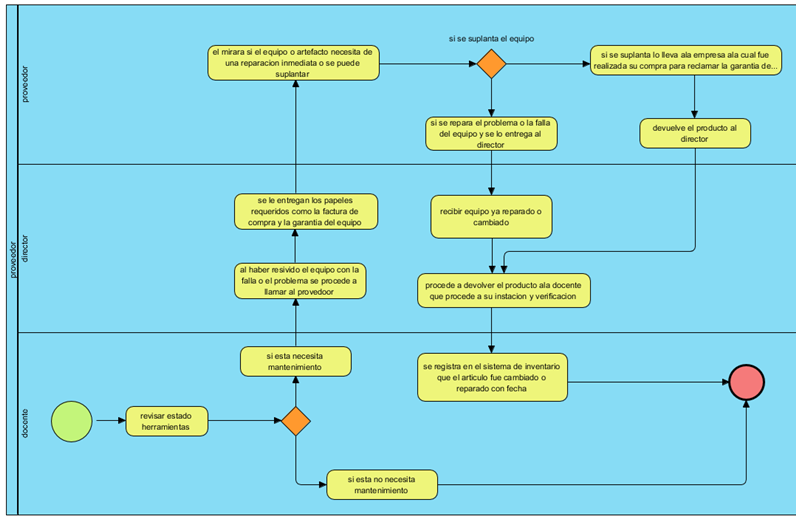 proveedor
proveedor
director
docento
si se suplanta el equipo
el mirara si el equipo o artefacto necesita de
una reparacion inmediata o se puede
suplantar
si se suplanta lo lleva ala empresa ala cual fue
realizada su compra para reclamar la garantia de...
si se repara el problema o la falla
del equipo y se lo entrega al
director
devuelve el producto al
director
se le entregan los papeles
requeridos como la factura de
compra y la garantia del equipo
recibir equipo ya reparado o
cambiado
al haber resivido el equipo con la
falla o el problema se procede a
llamar al provedoor
procede a devolver el producto ala docente
que procede a su instacion y verificacion
si esta necesita
mantenimiento
se registra en el sistema de inventario
que el articulo fue cambiado o
reparado con fecha
revisar estado
herramientas
si esta no necesita
mantenimiento